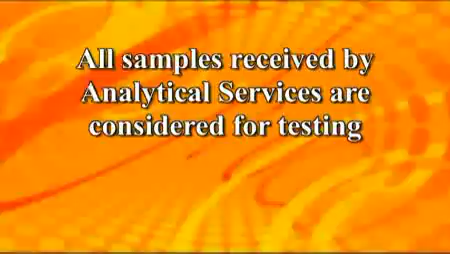 All samples received by
Analytical Services are
considered for testing